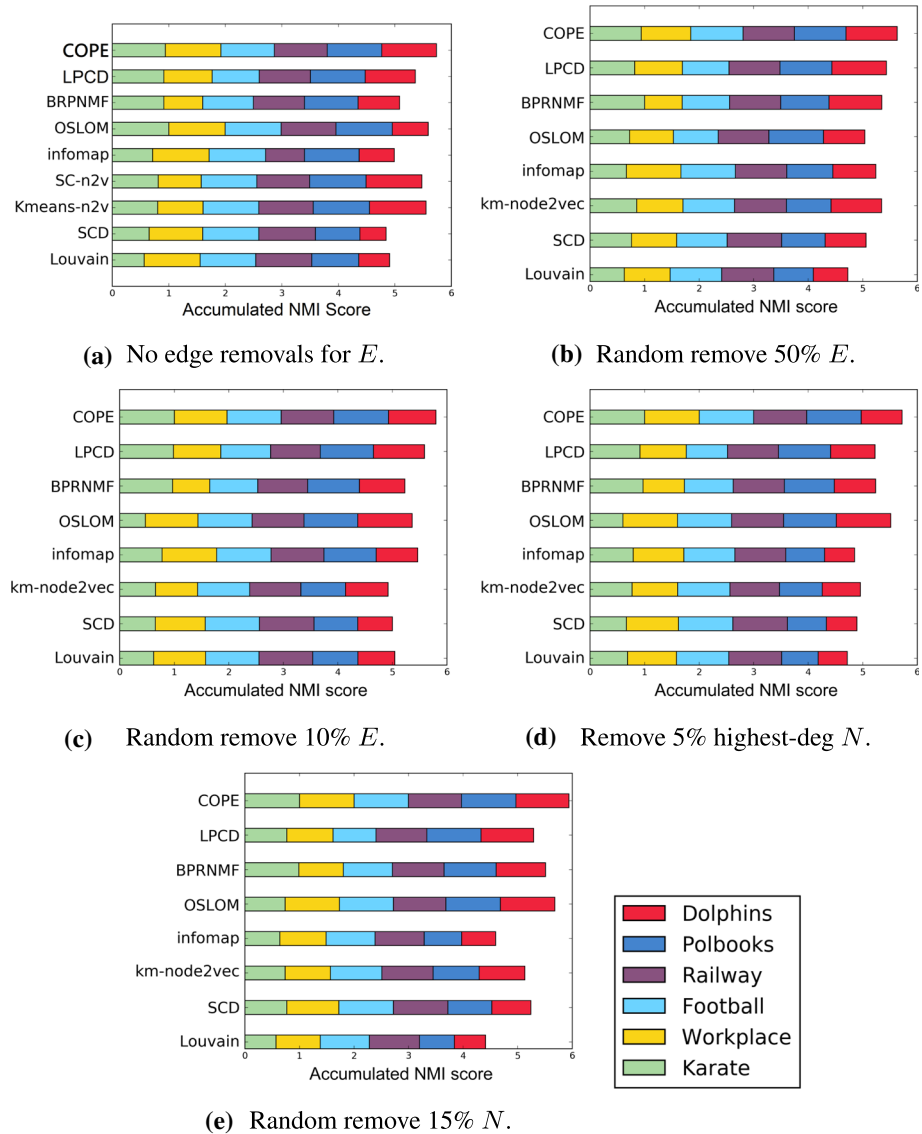 COPE
LPCD
BRPNMF
OSLOM
infomap
SC-n2v
Kmeans-n2v
SCD
Louvain
0 1 2 3 4 5 6
Accumulated NMI Score
(a) No edge removals for E.
COPE
LPCD
BPRNMF
OSLOM
infomap
km-node2vec
SCD
Louvain
0 1 2 3 4 5 6
Accumulated NMI score
(b) Random remove 50% E.
COPE
LPCD
BPRNMF
OSLOM
infomap
km-node2vec
SCD
Louvain
0 1 2 3 4 5 6
Accumulated NMI score
(c) Random remove 10% E.
COPE
LPCD
BPRNMF
OSLOM
infomap
km-node2vec
SCD
Louvain
0 1 2 3 4 5 6
Accumulated NMI score
(d) Remove 5% highest-deg N.
COPE
LPCD
BPRNMF
OSLOM
infomap
km-node2vec
SCD
Louvain
0 1 2 3 4 5 6
Accumulated NMI score
(e) Random remove 15% N.
Dolphins
Polbooks
Railway
Football
Workplace
Karate